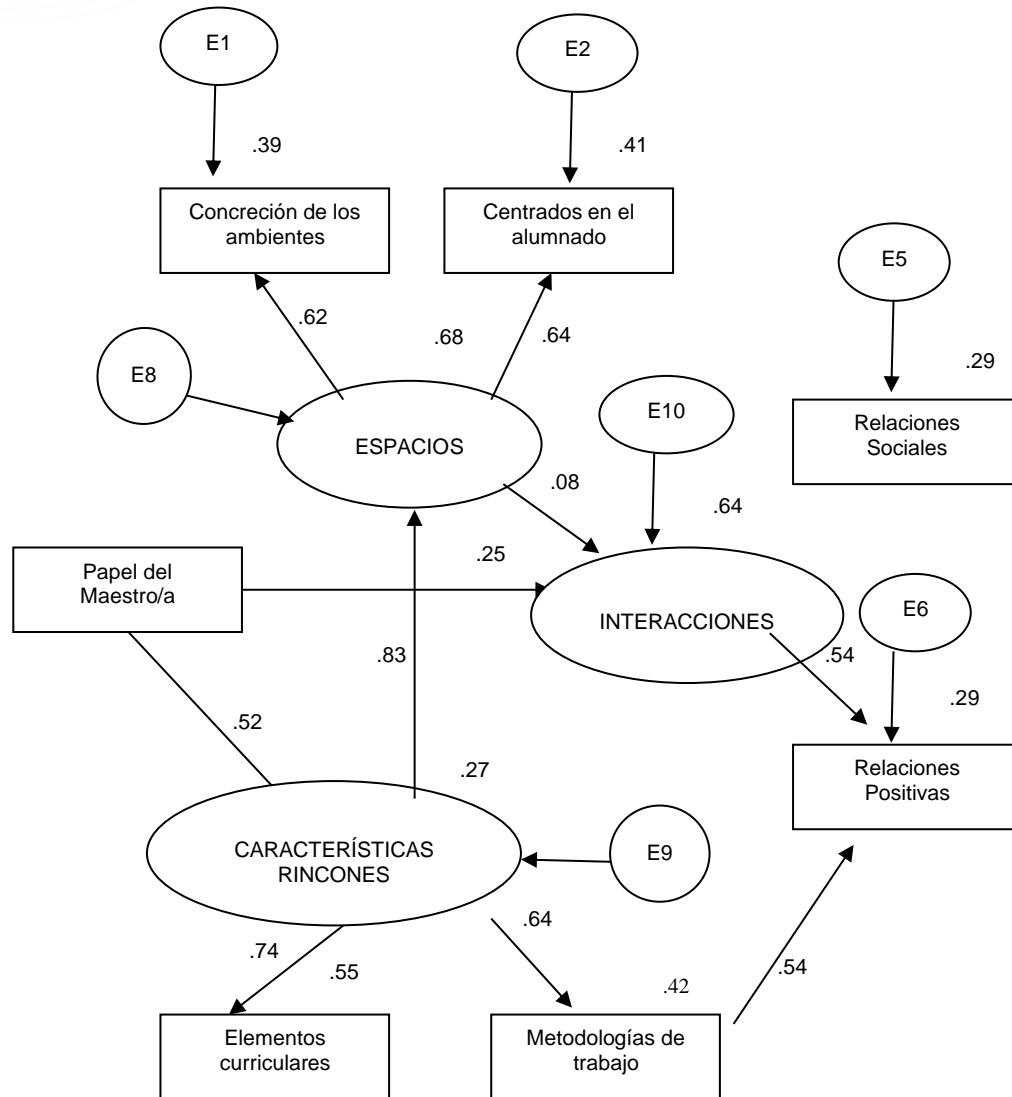 E1
E2
.39
.41
Concreción de los
ambientes
Centrados en el
alumnado
E5
.62
.68
.64
.29
E8
E10
Relaciones
Sociales
ESPACIOS
.08
.64
.25
Papel del
Maestro/a
INTERACCIONES
E6
.83
.54
.29
.52
.27
Relaciones
Positivas
CARACTERÍSTICAS
RINCONES
E9
.74
.55
.64
.42
.54
Elementos
curriculares
Metodologías de
trabajo